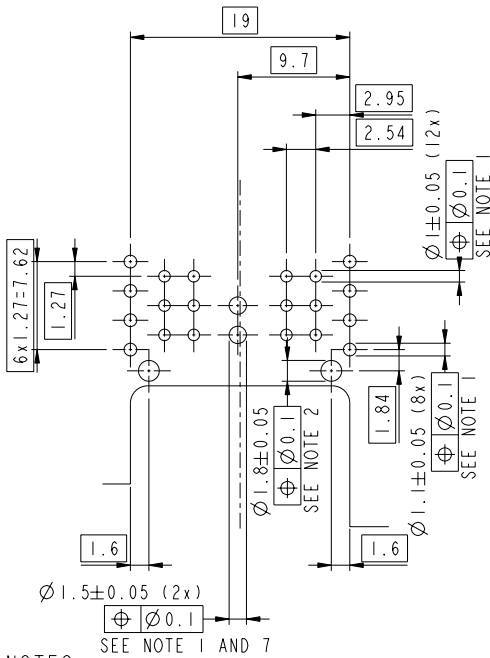 19
9.7
2.95
2.54
Ø1±0.05 (12x)
⌖ Ø0.1
SEE NOTE 1
6x1.27=7.62
1.27
1.84
Ø1.8±0.05
⌖ Ø0.1
SEE NOTE 2
Ø1.1±0.05 (8x)
⌖ Ø0.1
SEE NOTE 1
1.6
1.6
Ø1.5±0.05 (2x)
⌖ Ø0.1
SEE NOTE 1 AND 7